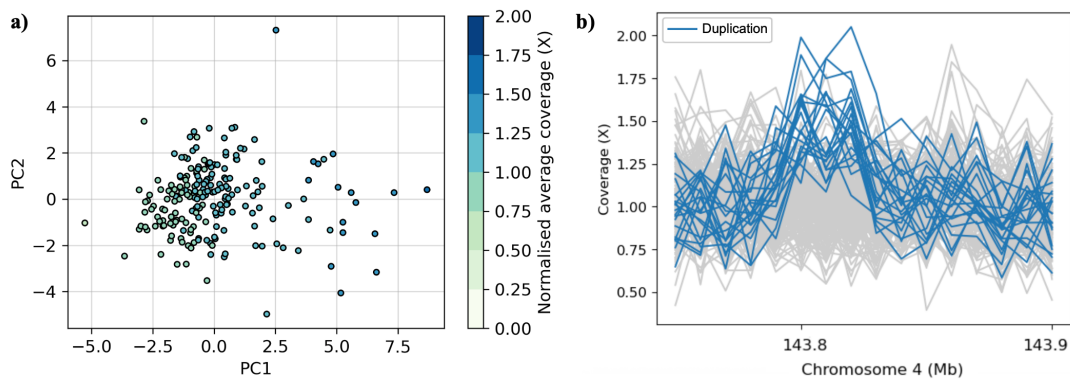 a)
6
4
2
0
−2
−4
PC2
−5.0 −2.5 0.0 2.5 5.0 7.5
PC1
2.00
1.75
1.50
1.25
1.00
0.75
0.50
0.25
0.00
Normalised average coverage (X)
b)
Duplication
2.00
1.75
1.50
1.25
1.00
0.75
0.50
Coverage (X)
143.8 143.9
Chromosome 4 (Mb)